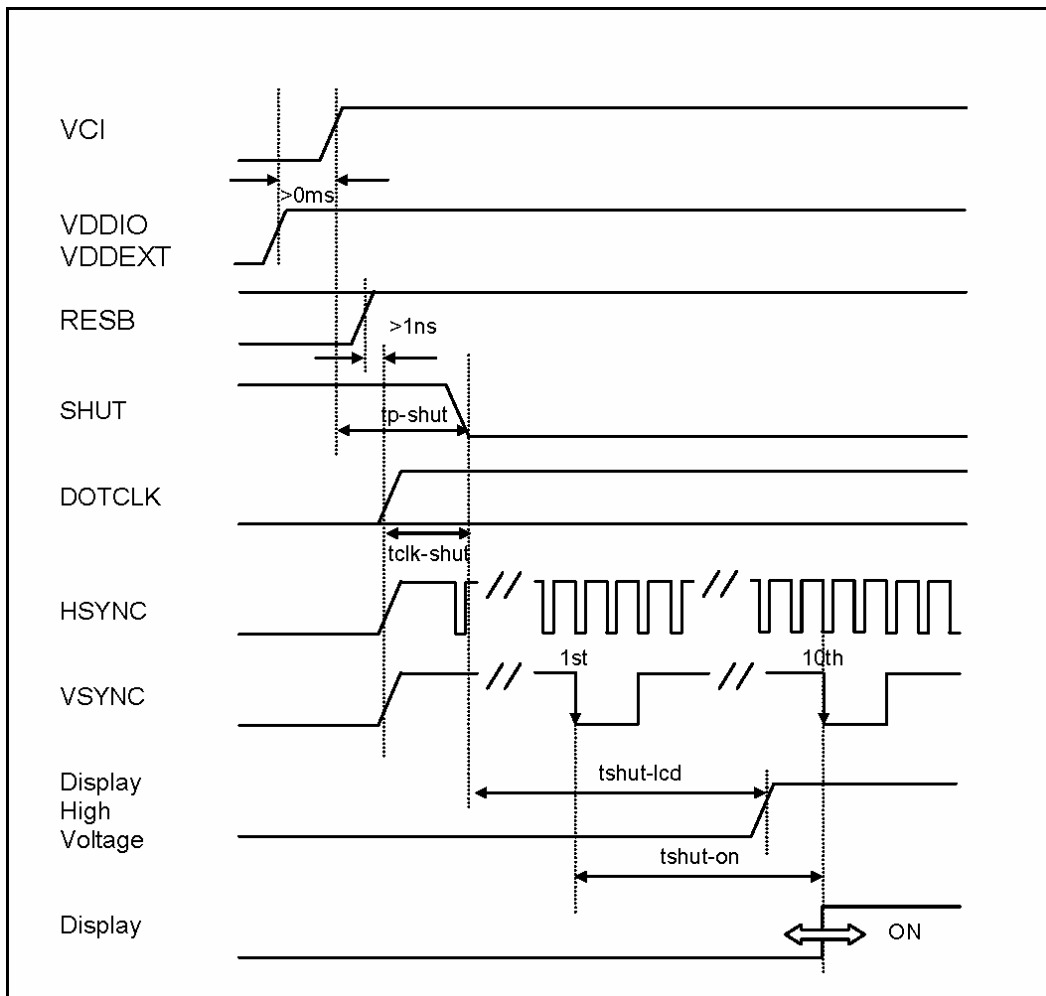 VCI
>0ms
VDDIO
VDDEXT
RESB
>1ns
SHUT
tp-shut
DOTCLK
tclk-shut
HSYNC
1st
10th
VSYNC
Display
High
Voltage
tshut-lcd
tshut-on
Display
ON